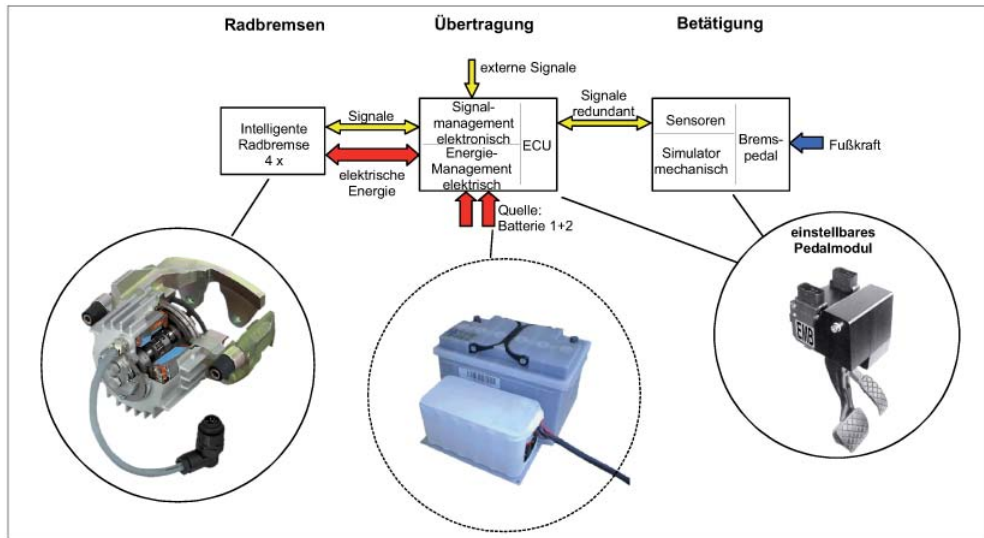 Radbremsen
Übertragung
Betätigung
externe Signale
Signale
Intelligente
Radbremse
4 x
elektrische
Energie
Signal-
management
elektronisch
Energie-
Management
elektrisch
ECU
Quelle:
Batterie 1+2
Signale
redundant
Sensoren
Simulator
mechanisch
Brems-
pedal
Fußkraft
einstellbares
Pedalmodul
EMB